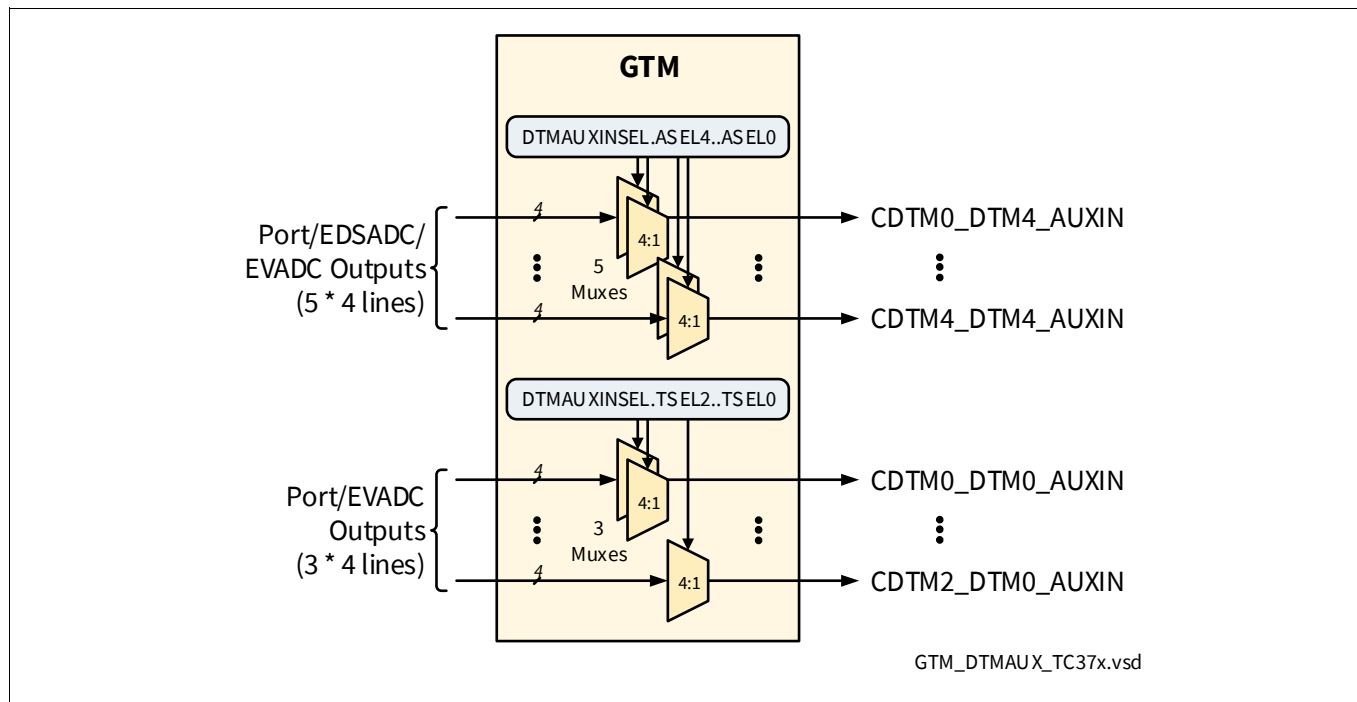 GTM
DTMAUXINSEL.ASEL4..ASEL0
Port/EDSADC/
EVADC Outputs
(5 * 4 lines)
4
4:1
CDTM0_DTM4_AUXIN
5
Muxes
4
4:1
CDTM4_DTM4_AUXIN
DTMAUXINSEL.TSEL2..TSEL0
Port/EVADC
Outputs
(3 * 4 lines)
4
4:1
CDTM0_DTM0_AUXIN
3
Muxes
4
4:1
CDTM2_DTM0_AUXIN
GTM_DTMAUX_TC37x.vsd